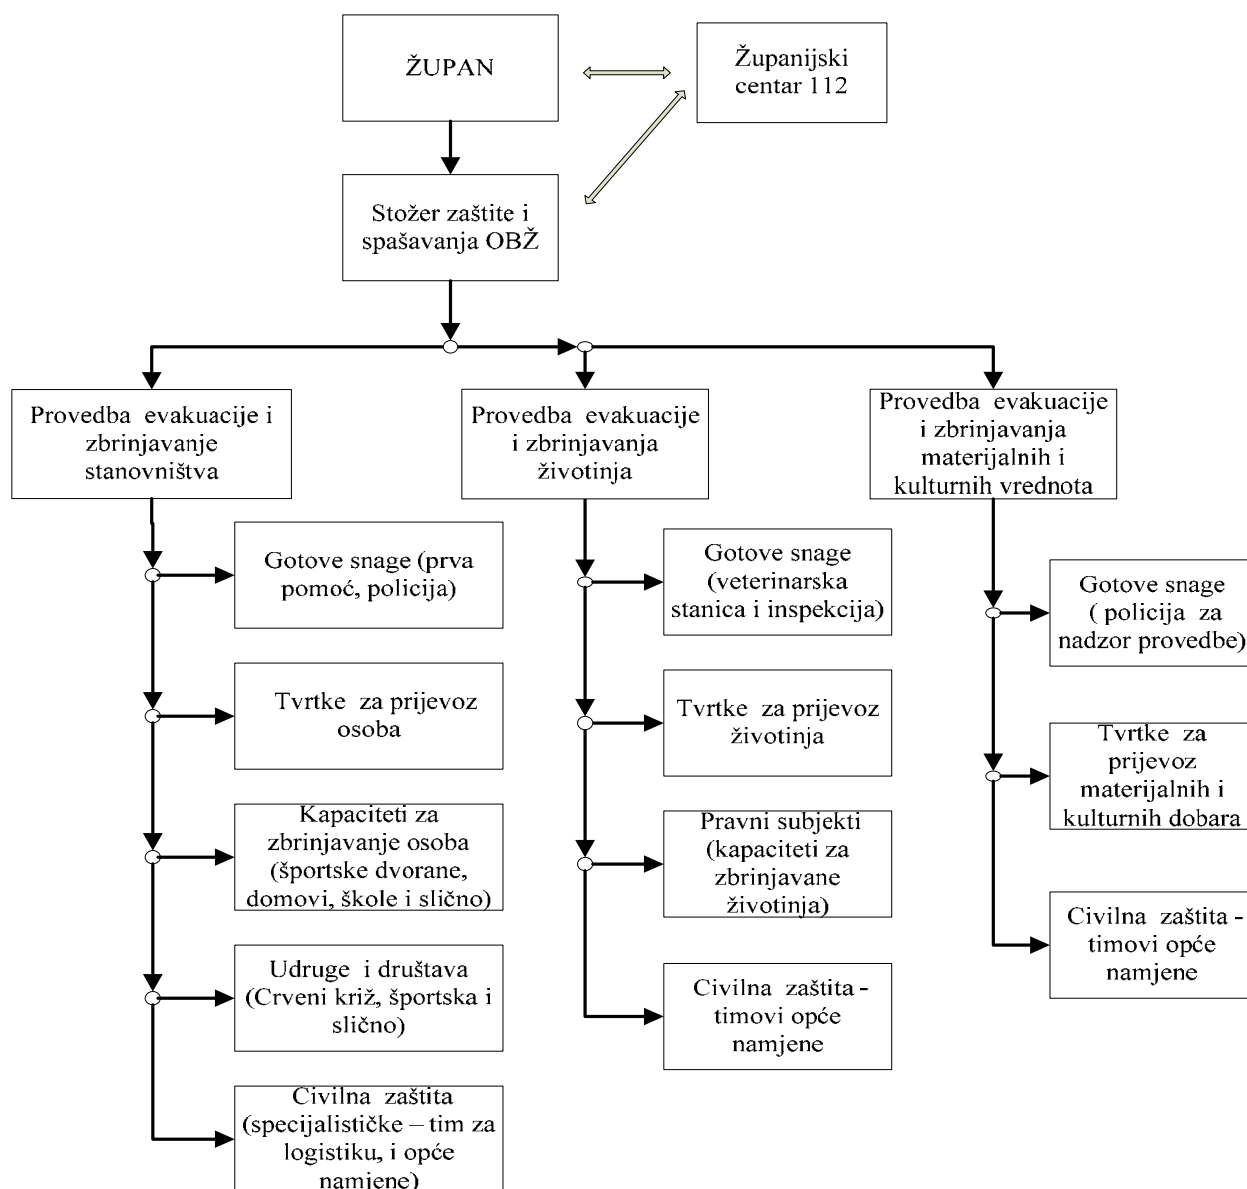 ŽUPAN
Županijski
centar 112
Stožer zaštite i
spašavanja OBŽ
Provedba evakuacije i
zbrinjavanje
stanovništva
Provedba evakuacije
i zbrinjavanja
životinja
Provedba evakuacije
i zbrinjavanja
materijalnih i
kulturnih vrednota
Gotove snage (prva
pomoć, policija)
Tvrtke za prijevoz
osoba
Kapaciteti za
zbrinjavanje osoba
(športske dvorane,
domovi, škole i slično)
Udruge i društava
(Crveni križ, športska i
slično)
Civilna zaštita
(specijalističke – tim za
logistiku, i opće
namjene)
Gotove snage
(veterinarska
stanica i inspekcija)
Tvrtke za prijevoz
životinja
Pravni subjekti
(kapaciteti za
zbrinjavane
životinja)
Civilna zaštita -
timovi opće
namjene
Gotove snage
( policija za
nadzor provedbe)
Tvrtke za
prijevoz
materijalnih i
kulturnih dobara
Civilna zaštita -
timovi opće
namjene